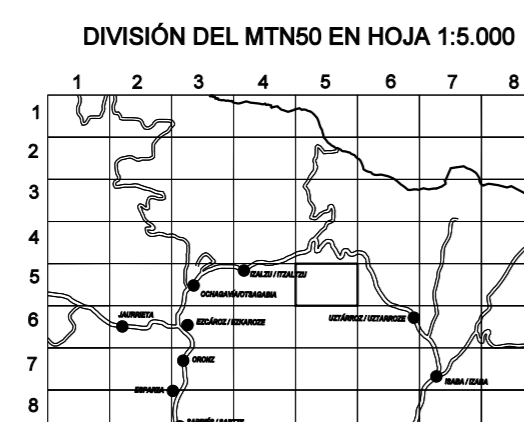 DIVISIÓN DEL MTN50 EN HOJA 1:5.000
1 2 3 4 5 6 7 8
1
2
3
4
5
IZALZU / ITZALTZU
OCHAGAVÍA/OTSAGABIA
6
JAURRIETA
EZCÁROZ / EZKAROZE
UZTÁRROZ / UZTARROZE
7
ORONZ
ISABA / IZABA
ESPARZA
8